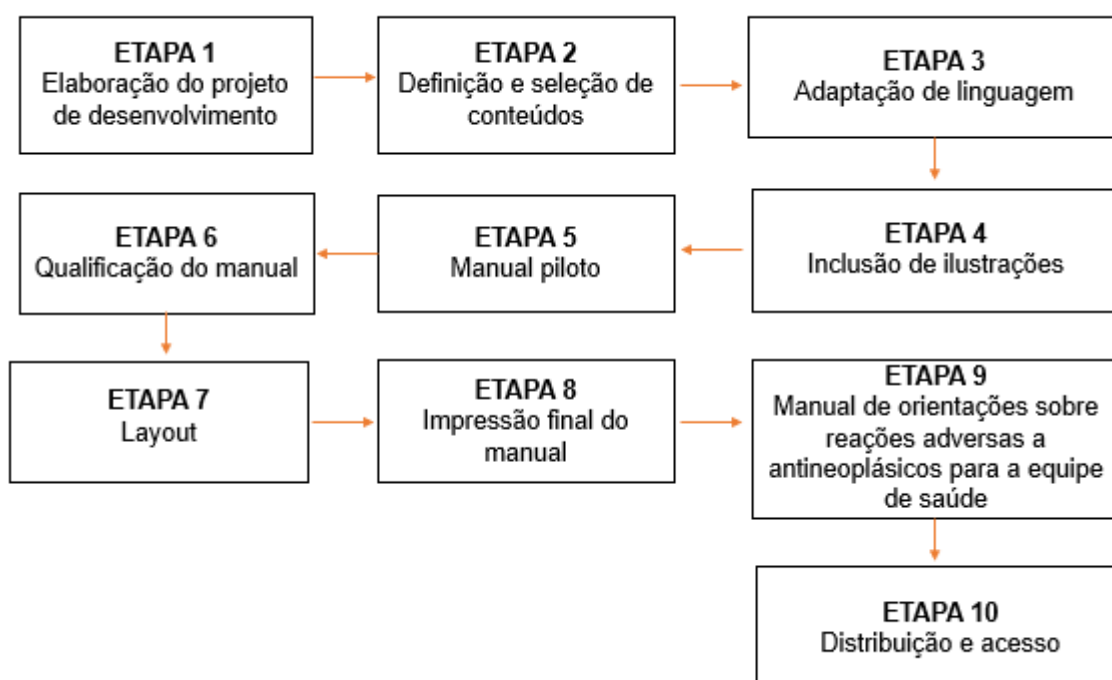 ETAPA 1
Elaboração do projeto
de desenvolvimento
ETAPA 2
Definição e seleção de
conteúdos
ETAPA 3
Adaptação de linguagem
ETAPA 4
Inclusão de ilustrações
ETAPA 5
Manual piloto
ETAPA 6
Qualificação do manual
ETAPA 7
Layout
ETAPA 8
Impressão final do
manual
ETAPA 9
Manual de orientações sobre
reações adversas a
antineoplásicos para a equipe
de saúde
ETAPA 10
Distribuição e acesso